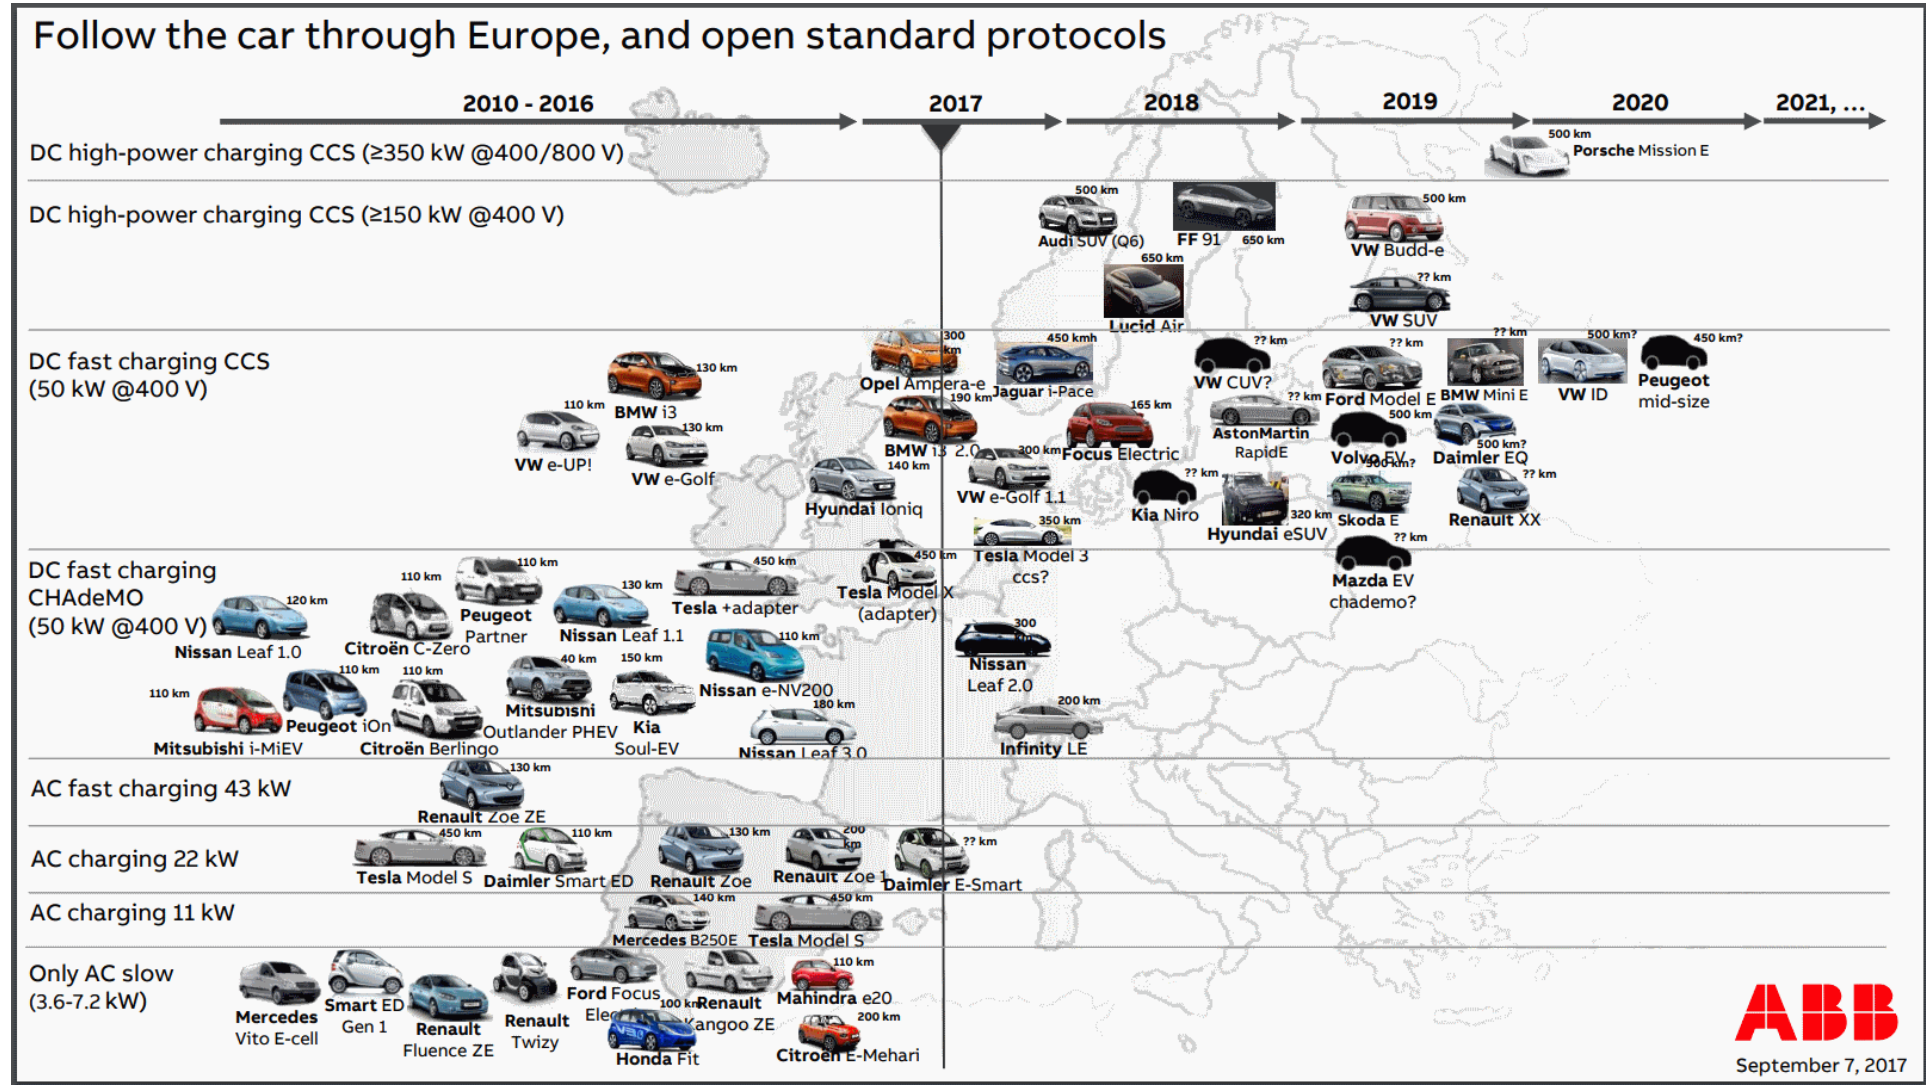 Follow the car through Europe, and open standard protocols
2010 - 2016
2017
2018
2019
2020
2021, ...
DC high-power charging CCS (≥350 kW @400/800 V)
500 km
Porsche Mission E
DC high-power charging CCS (≥150 kW @400 V)
500 km
Audi SUV (Q6)
FF 91
650 km
650 km
Lucid Air
500 km
VW Budd-e
?? km
VW SUV
DC fast charging CCS
(50 kW @400 V)
130 km
BMW i3
110 km
VW e-UP!
130 km
VW e-Golf
300
km
Opel Ampera-e
190 km
BMW i3 2.0
140 km
Hyundai Ioniq
450 kmh
Jaguar i-Pace
165 km
Focus Electric
300 km
VW e-Golf 1.1
350 km
Tesla Model 3
ccs?
?? km
VW CUV?
?? km
AstonMartin
RapidE
?? km
Kia Niro
320 km
Hyundai eSUV
?? km
Ford Model E
500 km
Volvo EV
500 km?
Skoda E
?? km
Mazda EV
chademo?
?? km
BMW Mini E
500 km?
Daimler EQ
?? km
Renault XX
500 km?
VW ID
450 km?
Peugeot
mid-size
DC fast charging
CHAdeMO
(50 kW @400 V)
120 km
Nissan Leaf 1.0
110 km
Citroën C-Zero
110 km
Peugeot
Partner
130 km
Nissan Leaf 1.1
450 km
Tesla +adapter
450 km
Tesla Model X
(adapter)
110 km
Mitsubishi i-MiEV
110 km
Peugeot iOn
110 km
Citroën Berlingo
40 km
Mitsubishi
Outlander PHEV
150 km
Kia
Soul-EV
110 km
Nissan e-NV200
180 km
Nissan Leaf 3.0
300
Nissan
Leaf 2.0
200 km
Infinity LE
AC fast charging 43 kW
130 km
Renault Zoe ZE
AC charging 22 kW
450 km
Tesla Model S
110 km
Daimler Smart ED
130 km
Renault Zoe
200
km
Renault Zoe 1
?? km
Daimler E-Smart
AC charging 11 kW
140 km
Mercedes B250E
450 km
Tesla Model S
Only AC slow
(3.6-7.2 kW)
Mercedes
Vito E-cell
Smart ED
Gen 1
Renault
Fluence ZE
Renault
Twizy
Ford Focus
100 km
Honda Fit
Renault
Kangoo ZE
110 km
Mahindra e20
200 km
Citroën E-Mehari
ABB
September 7, 2017